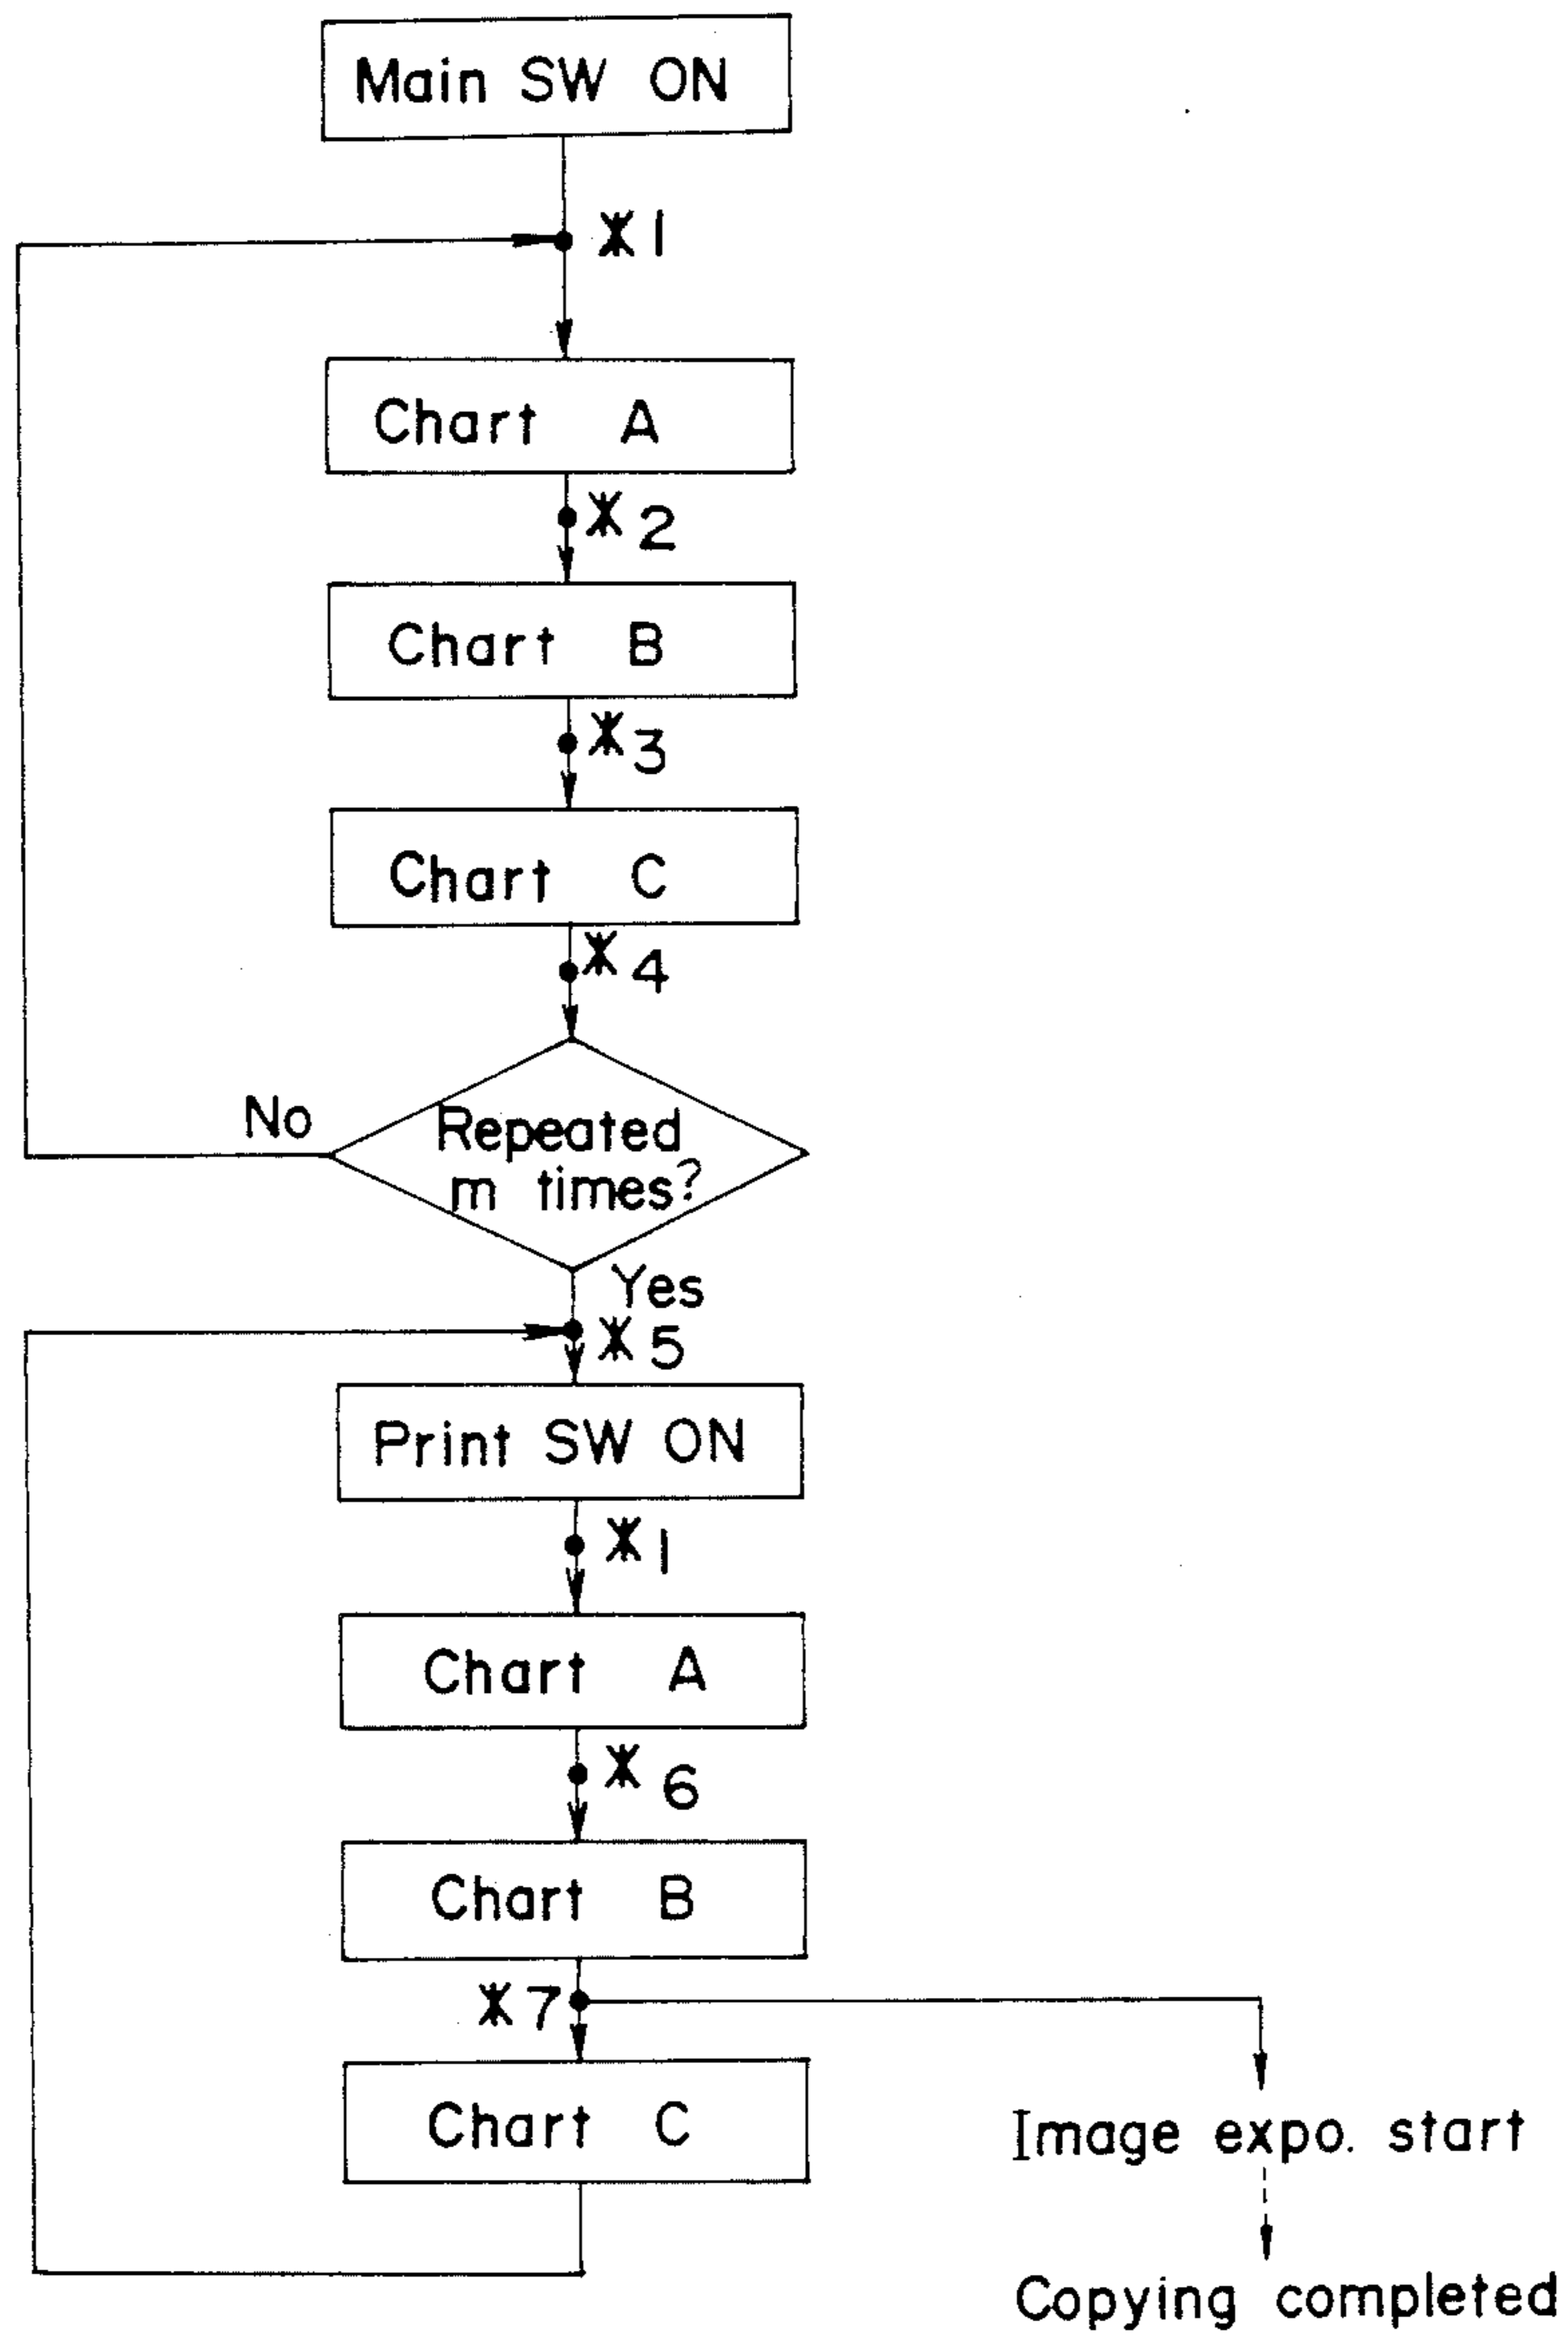 Main SW ON
*1
Chart A
*2
Chart B
*3
Chart C
*4
No
Repeated
m times?
Yes
*5
Print SW ON
*1
Chart A
*6
Chart B
*7
Chart C
Image expo. start
Copying completed